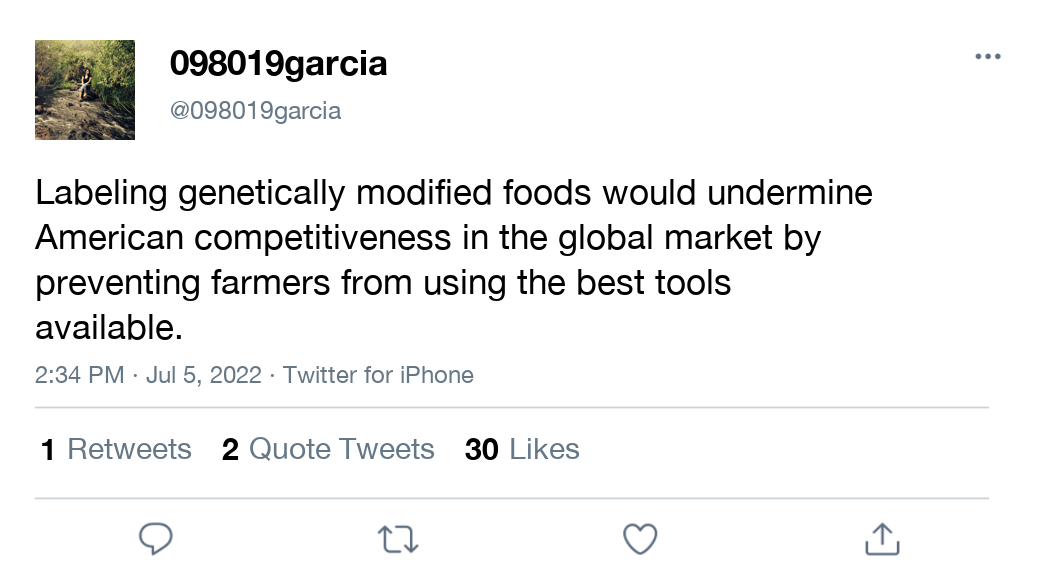 098019garcia
@098019garcia
Labeling genetically modified foods would undermine
American competitiveness in the global market by
preventing farmers from using the best tools
available.
2:34 PM · Jul 5, 2022 · Twitter for iPhone
1 Retweets 2 Quote Tweets 30 Likes